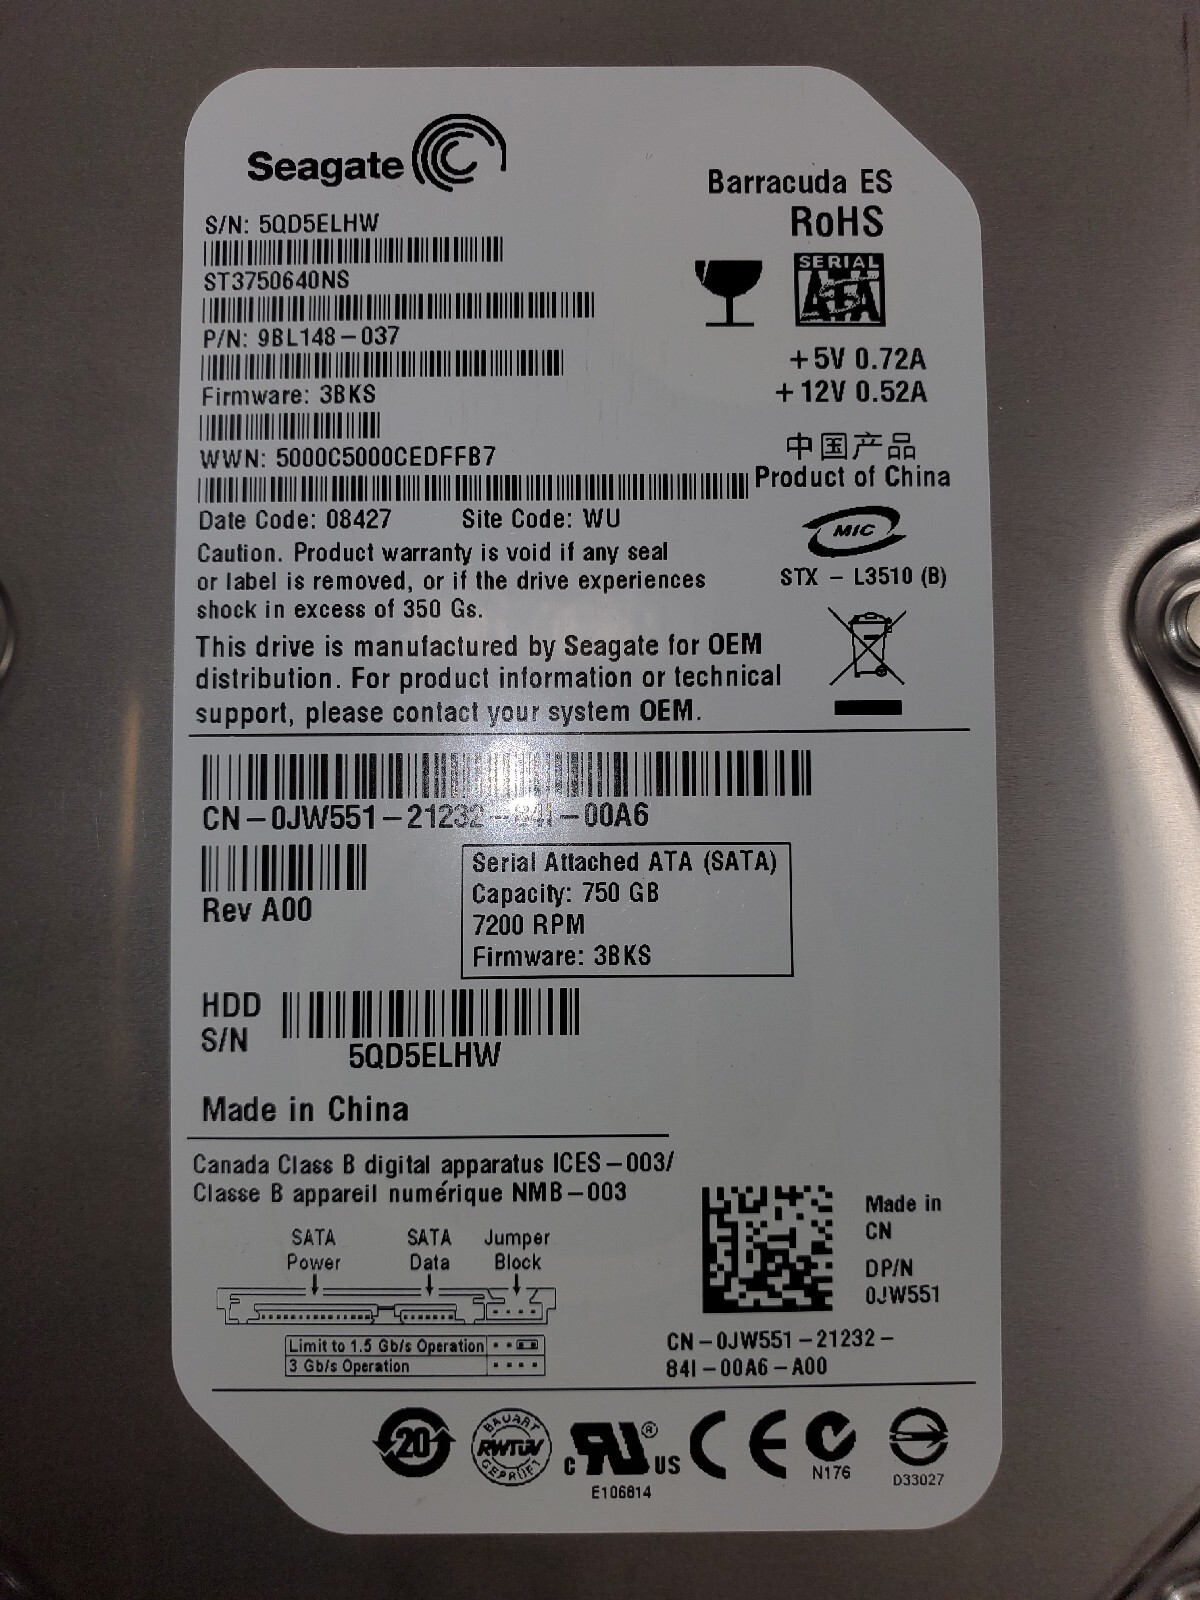 Seagate
Barracuda ES
RoHS
S/N: 5QD5ELHW
ST3750640NS
SERIAL
ATA
P/N: 9BL148-037
+5V 0.72A
+12V 0.52A
Firmware: 3BKS
中国产品
WWN: 5000C5000CEDFFB7
Product of China
Date Code: 08427 Site Code: WU
MIC
STX - L3510 (B)
Caution. Product warranty is void if any seal
or label is removed, or if the drive experiences
shock in excess of 350 Gs.
This drive is manufactured by Seagate for OEM
distribution. For product information or technical
support, please contact your system OEM.
CN-0JW551-21232-84I-00A6
Rev A00
Serial Attached ATA (SATA)
Capacity: 750 GB
7200 RPM
Firmware: 3BKS
HDD
S/N
5QD5ELHW
Made in China
Canada Class B digital apparatus ICES-003/
Classe B appareil numérique NMB-003
SATA Power
SATA Data
Jumper Block
Limit to 1.5 Gb/s Operation
3 Gb/s Operation
Made in
CN
DP/N
0JW551
CN-0JW551-21232-
84I-00A6-A00
20
BAUART
RWTÜV
GEPRÜFT
C UR® US
E106814
CE
N176
D33027